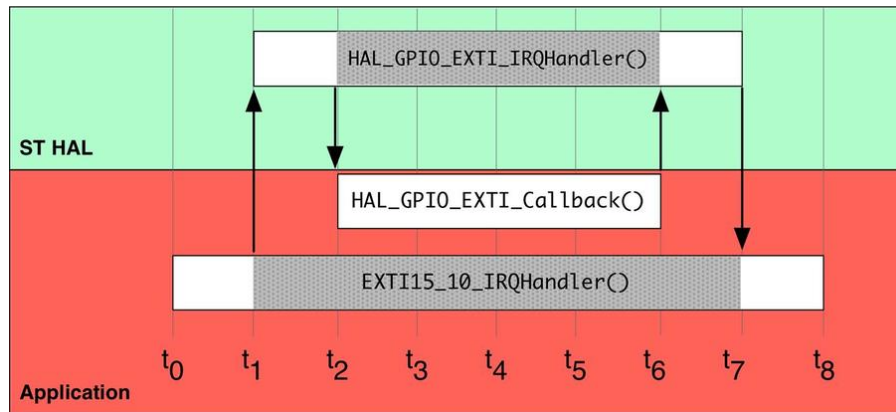 HAL_GPIO_EXTI_IRQHandler()
ST HAL
HAL_GPIO_EXTI_Callback()
EXTI15_10_IRQHandler()
t0 t1 t2 t3 t4 t5 t6 t7 t8
Application